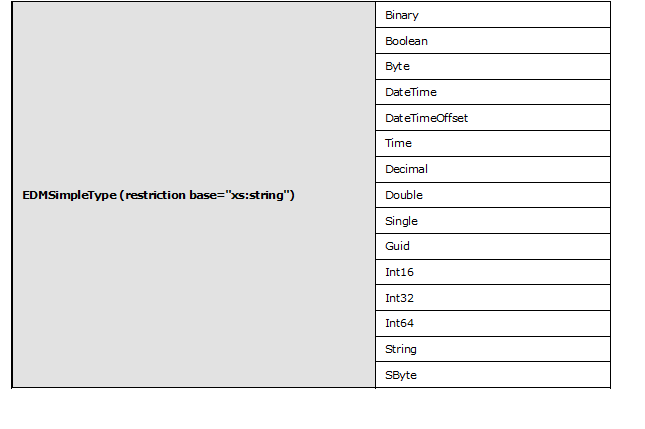 Binary
Boolean
Byte
DateTime
DateTimeOffset
Time
Decimal
EDMSimpleType (restriction base="xs:string")
Double
Single
Guid
Int16
Int32
Int64
String
SByte